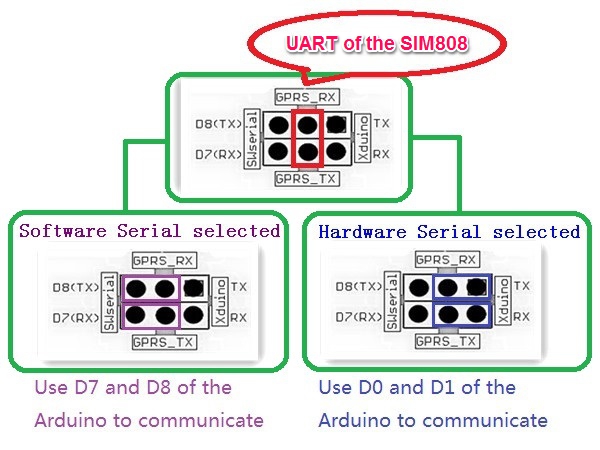 UART of the SIM808
GPRS_RX
D8(TX) SWserial Xduino TX
D7(RX) RX
GPRS_TX
Software Serial selected
GPRS_RX
D8(TX) SWserial Xduino TX
D7(RX) RX
GPRS_TX
Use D7 and D8 of the
Arduino to communicate
Hardware Serial selected
GPRS_RX
D8(TX) SWserial Xduino TX
D7(RX) RX
GPRS_TX
Use D0 and D1 of the
Arduino to communicate